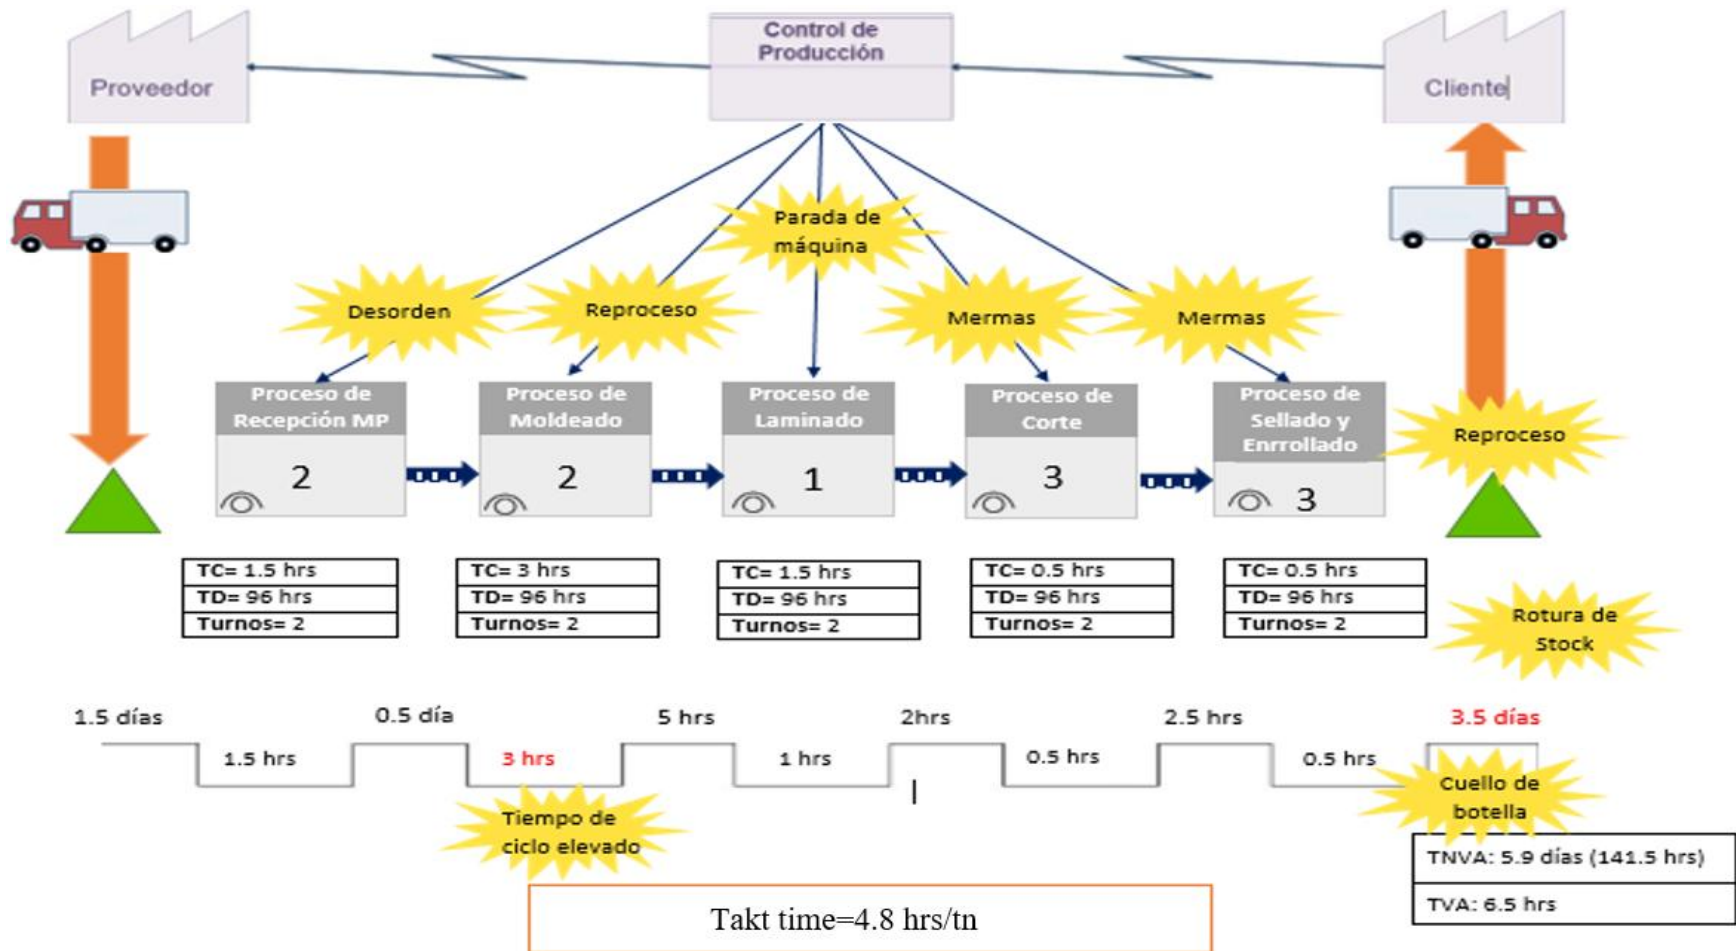 Control de
Producción
Proveedor
Cliente
Parada de
máquina
Desorden
Reproceso
Mermas
Mermas
Proceso de
Recepción MP
2
Proceso de
Moldeado
2
Proceso de
Laminado
1
Proceso de
Corte
3
Proceso de
Sellado y
Enrrollado
3
Reproceso
TC= 1.5 hrs
TD= 96 hrs
Turnos= 2
TC= 3 hrs
TD= 96 hrs
Turnos= 2
TC= 1.5 hrs
TD= 96 hrs
Turnos= 2
TC= 0.5 hrs
TD= 96 hrs
Turnos= 2
TC= 0.5 hrs
TD= 96 hrs
Turnos= 2
Rotura de
Stock
1.5 días
0.5 día
5 hrs
2hrs
2.5 hrs
3.5 días
1.5 hrs
3 hrs
1 hrs
0.5 hrs
0.5 hrs
Tiempo de
ciclo elevado
Cuello de
botella
TNVA: 5.9 días (141.5 hrs)
TVA: 6.5 hrs
Takt time=4.8 hrs/tn